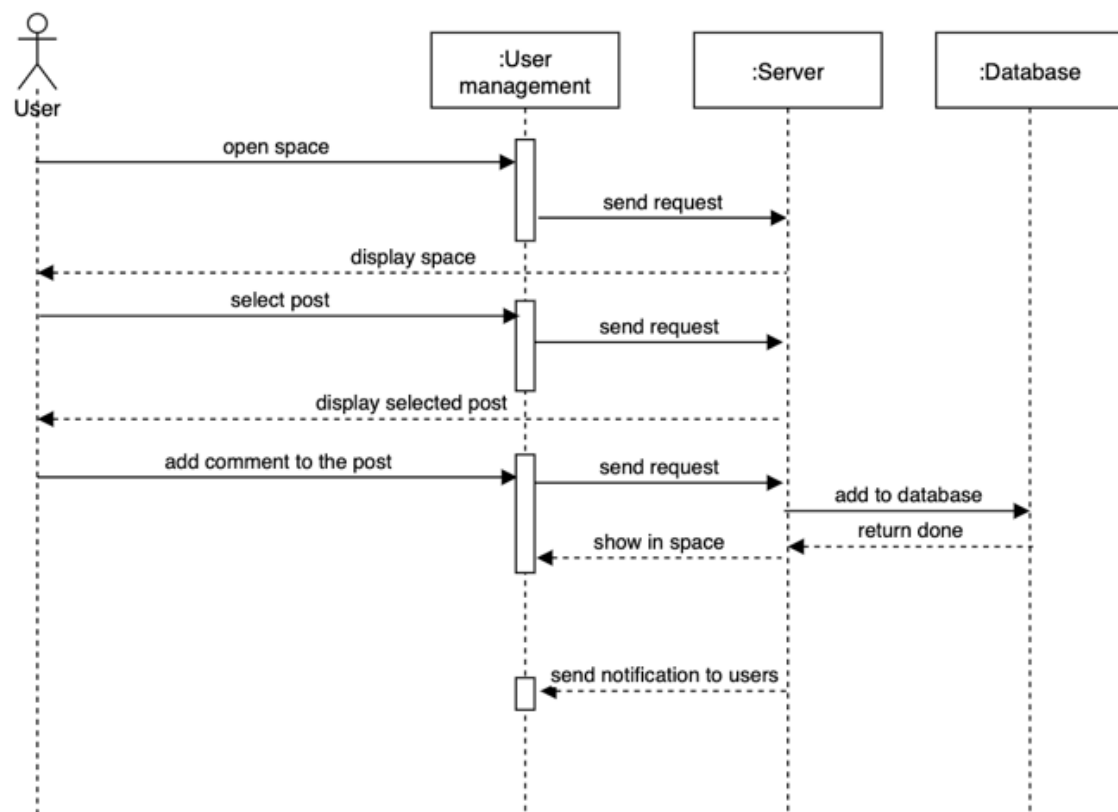 :User
management
:Server
:Database
User
open space
send request
display space
select post
send request
display selected post
add comment to the post
send request
add to database
return done
show in space
send notification to users